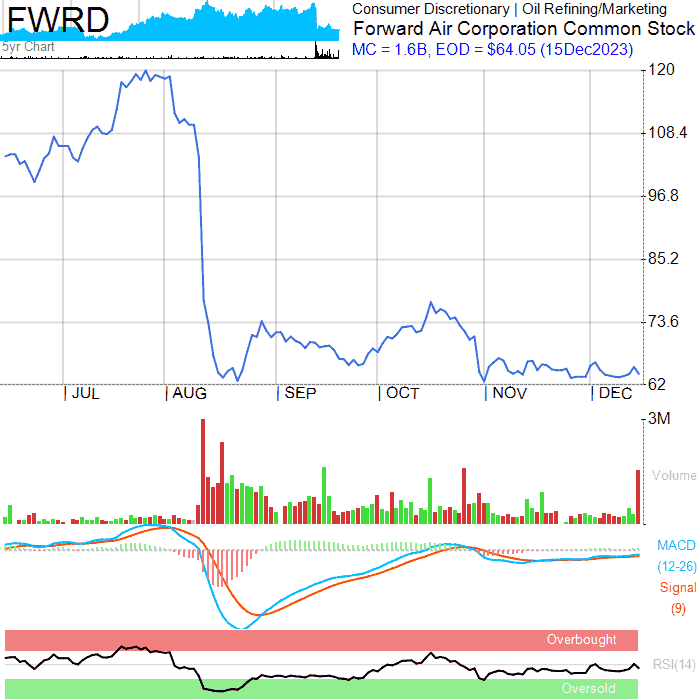 FWRD
5yr Chart
Consumer Discretionary | Oil Refining/Marketing
Forward Air Corporation Common Stock
MC = 1.6B, EOD = $64.05 (15Dec2023)
120
108.4
96.8
85.2
73.6
62
| JUL | AUG | SEP | OCT | NOV | DEC
3M
Volume
MACD
(12-26)
Signal
(9)
Overbought
RSI(14)
Oversold